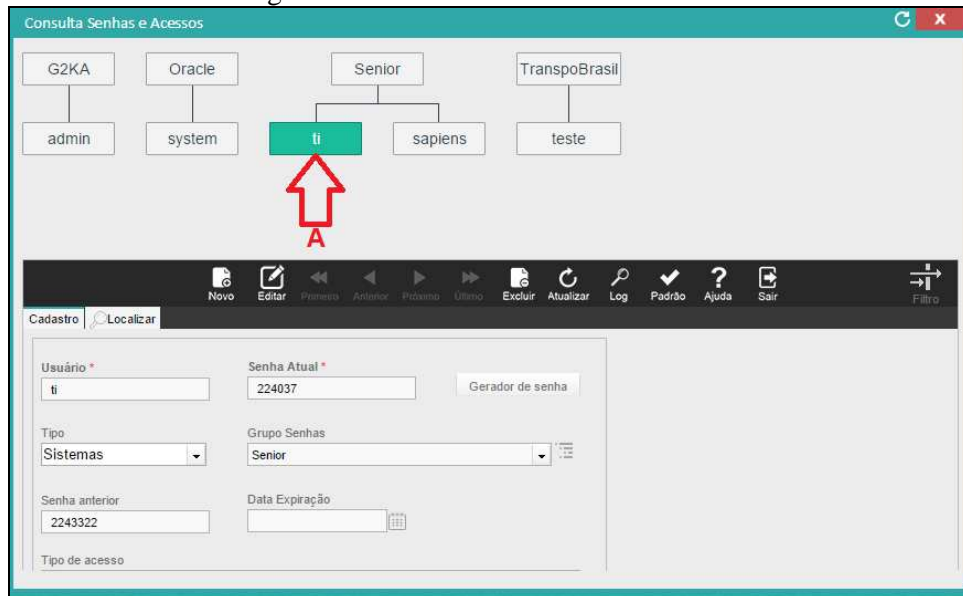 Consulta Senhas e Acessos
G2KA Oracle Senior TranspoBrasil
admin system ti sapiens teste
A
Novo Editar Primeiro Anterior Próximo Último Excluir Atualizar Log Padrão Ajuda Sair Filtro
Cadastro Localizar
Usuário * Senha Atual *
ti 224037 Gerador de senha
Tipo Grupo Senhas
Sistemas Senior
Senha anterior Data Expiração
2243322
Tipo de acesso